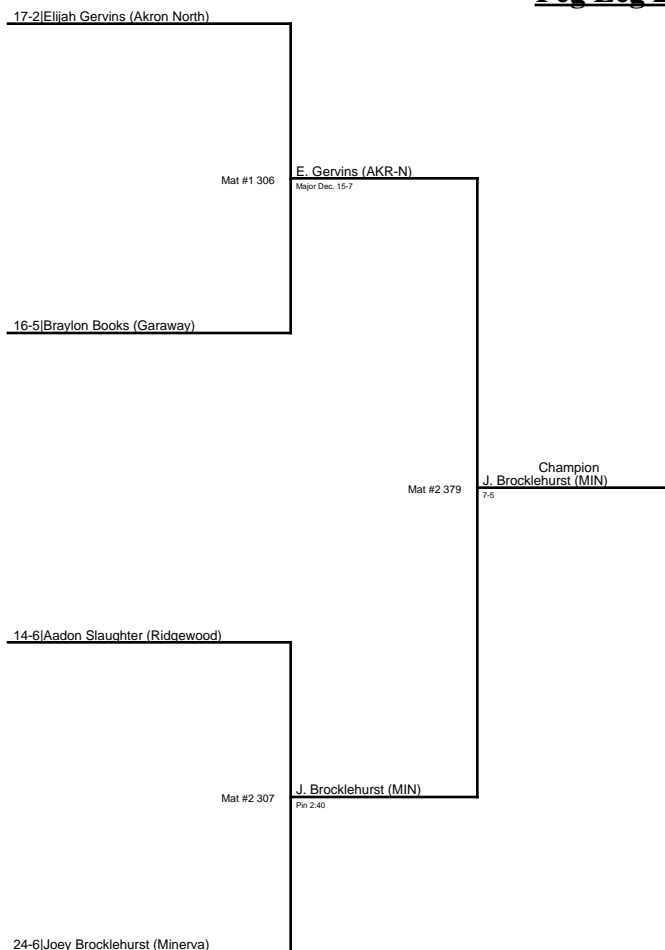 17-2|Elijah Gervins (Akron North)
E. Gervins (AKR-N)
Mat #1 306
Major Dec. 15-7
16-5|Braylon Books (Garaway)
Champion
J. Brocklehurst (MIN)
Mat #2 379
7-5
14-6|Aadon Slaughter (Ridgewood)
J. Brocklehurst (MIN)
Mat #2 307
Pin 2:40
24-6|Joey Brocklehurst (Minerva)